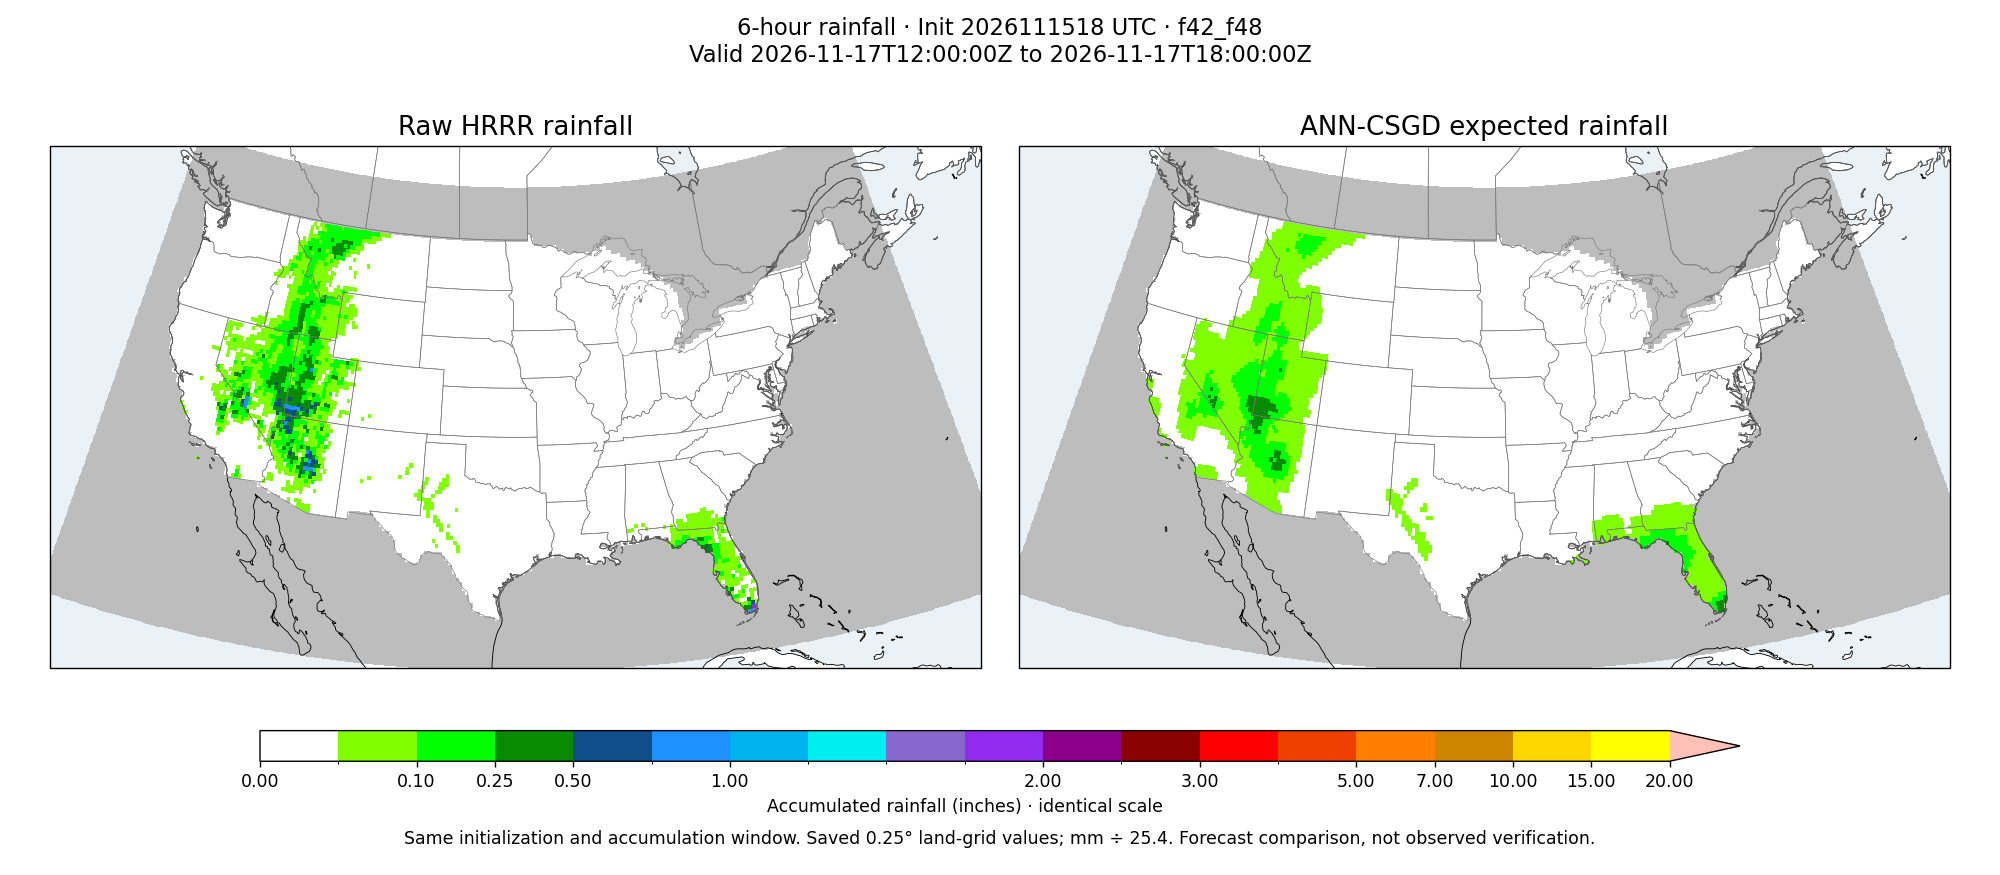 6-hour rainfall · Init 2026111518 UTC · f42_f48
Valid 2026-11-17T12:00:00Z to 2026-11-17T18:00:00Z
Raw HRRR rainfall
ANN-CSGD expected rainfall
0.00 0.10 0.25 0.50 1.00 2.00 3.00 5.00 7.00 10.00 15.00 20.00
Accumulated rainfall (inches) · identical scale
Same initialization and accumulation window. Saved 0.25° land-grid values; mm ÷ 25.4. Forecast comparison, not observed verification.